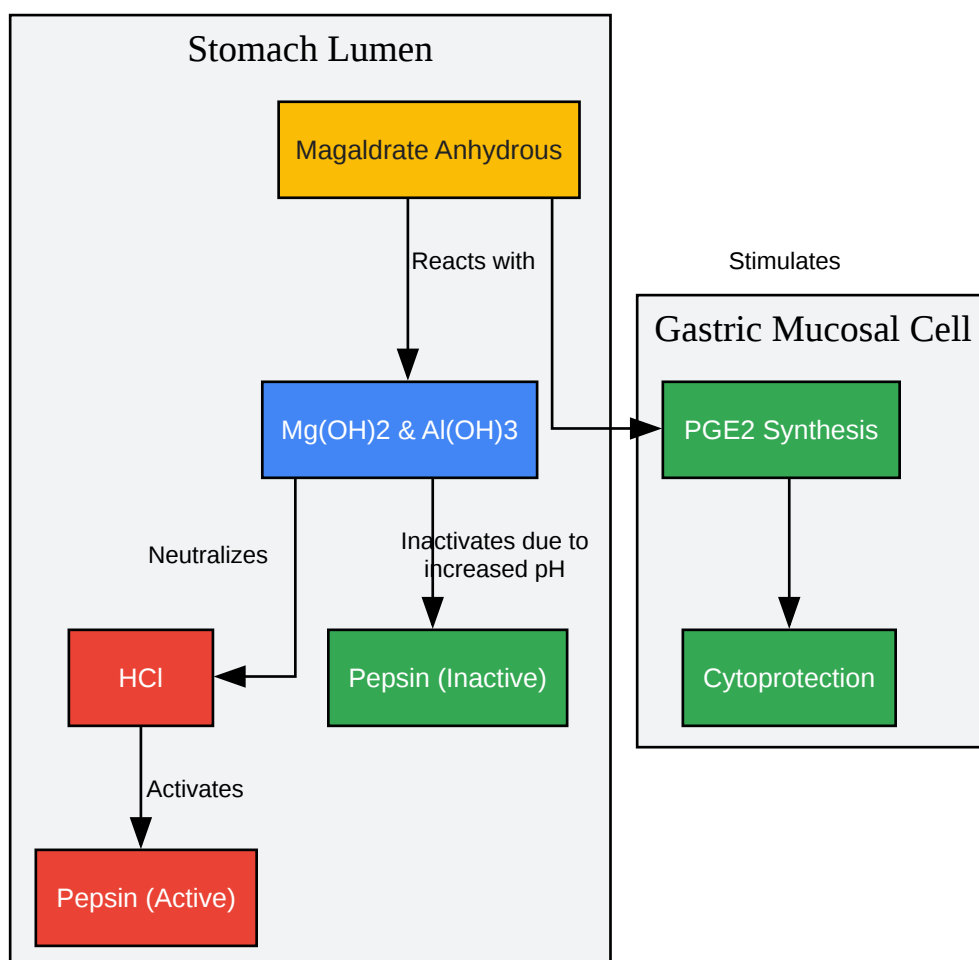 Stomach Lumen
Magaldrate Anhydrous
Reacts with
Stimulates
Gastric Mucosal Cell
Mg(OH)2 & Al(OH)3
PGE2 Synthesis
Neutralizes
Inactivates due to
increased pH
HCl
Pepsin (Inactive)
Cytoprotection
Activates
Pepsin (Active)